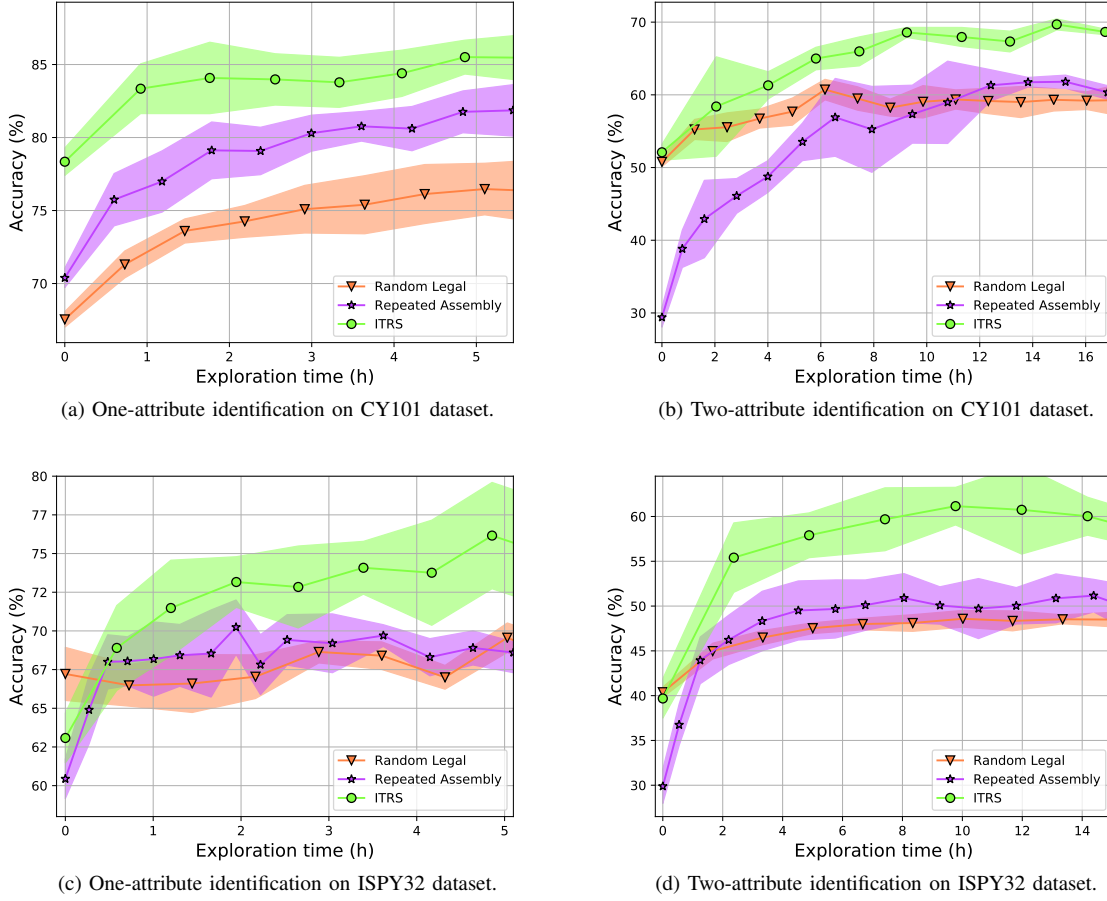 85
80
75
70
Accuracy (%)
0 1 2 3 4 5
Exploration time (h)
Random Legal
Repeated Assembly
ITRS
(a) One-attribute identification on CY101 dataset.
70
60
50
40
30
Accuracy (%)
0 2 4 6 8 10 12 14 16
Exploration time (h)
Random Legal
Repeated Assembly
ITRS
(b) Two-attribute identification on CY101 dataset.
80
77
75
72
70
67
65
62
60
Accuracy (%)
0 1 2 3 4 5
Exploration time (h)
Random Legal
Repeated Assembly
ITRS
(c) One-attribute identification on ISPY32 dataset.
60
55
50
45
40
35
30
Accuracy (%)
0 2 4 6 8 10 12 14
Exploration time (h)
Random Legal
Repeated Assembly
ITRS
(d) Two-attribute identification on ISPY32 dataset.